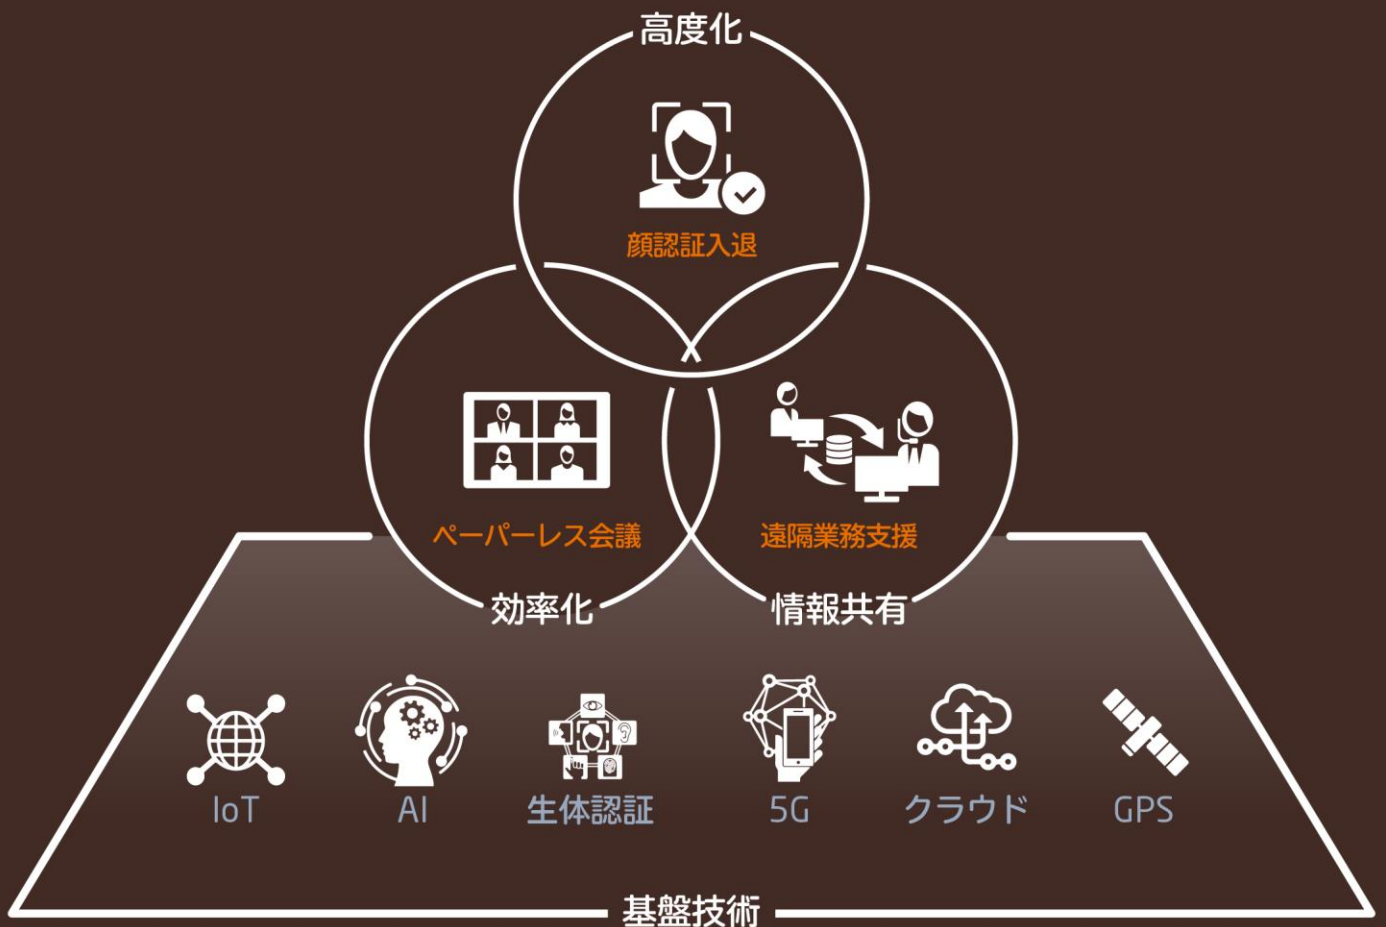 高度化
顔認証入退
ペーパーレス会議
遠隔業務支援
効率化
情報共有
IoT
AI
生体認証
5G
クラウド
GPS
基盤技術